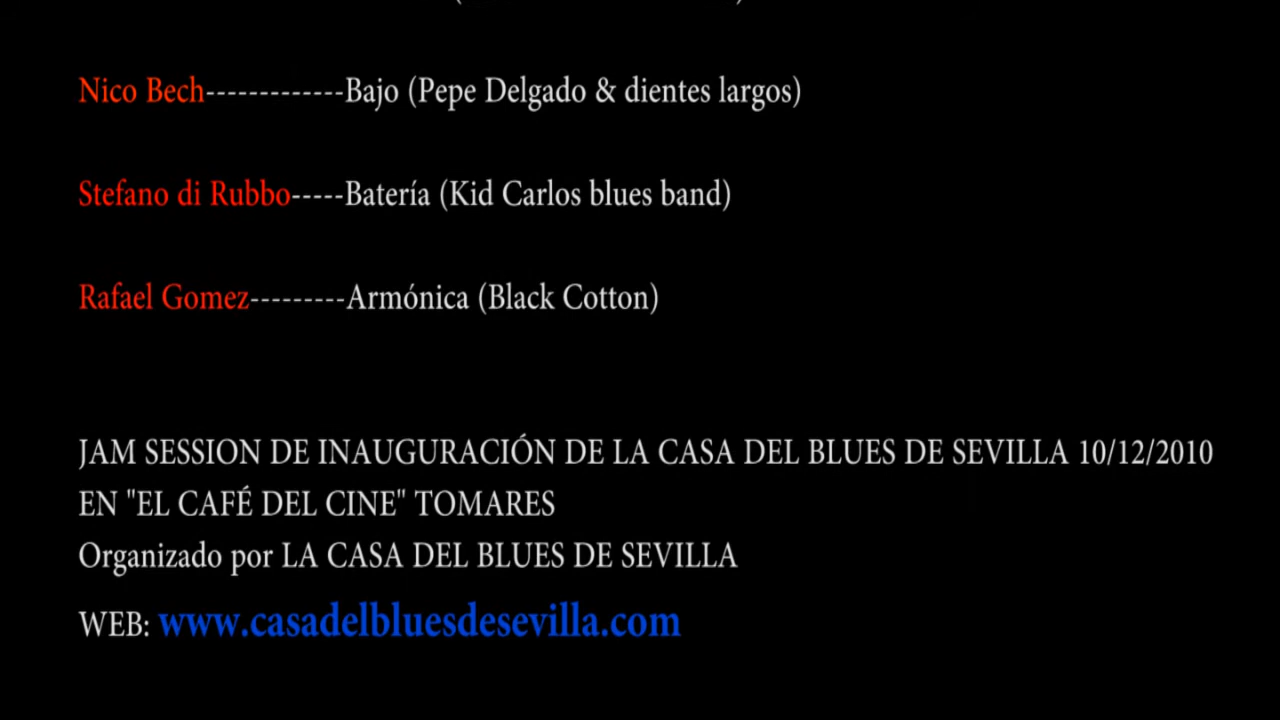 Nico Bech-------------Bajo (Pepe Delgado & dientes largos)
Stefano di Rubbo-----Batería (Kid Carlos blues band)
Rafael Gomez---------Armónica (Black Cotton)
JAM SESSION DE INAUGURACIÓN DE LA CASA DEL BLUES DE SEVILLA 10/12/2010
EN "EL CAFÉ DEL CINE" TOMARES
Organizado por LA CASA DEL BLUES DE SEVILLA
WEB: www.casadelbluesdesevilla.com